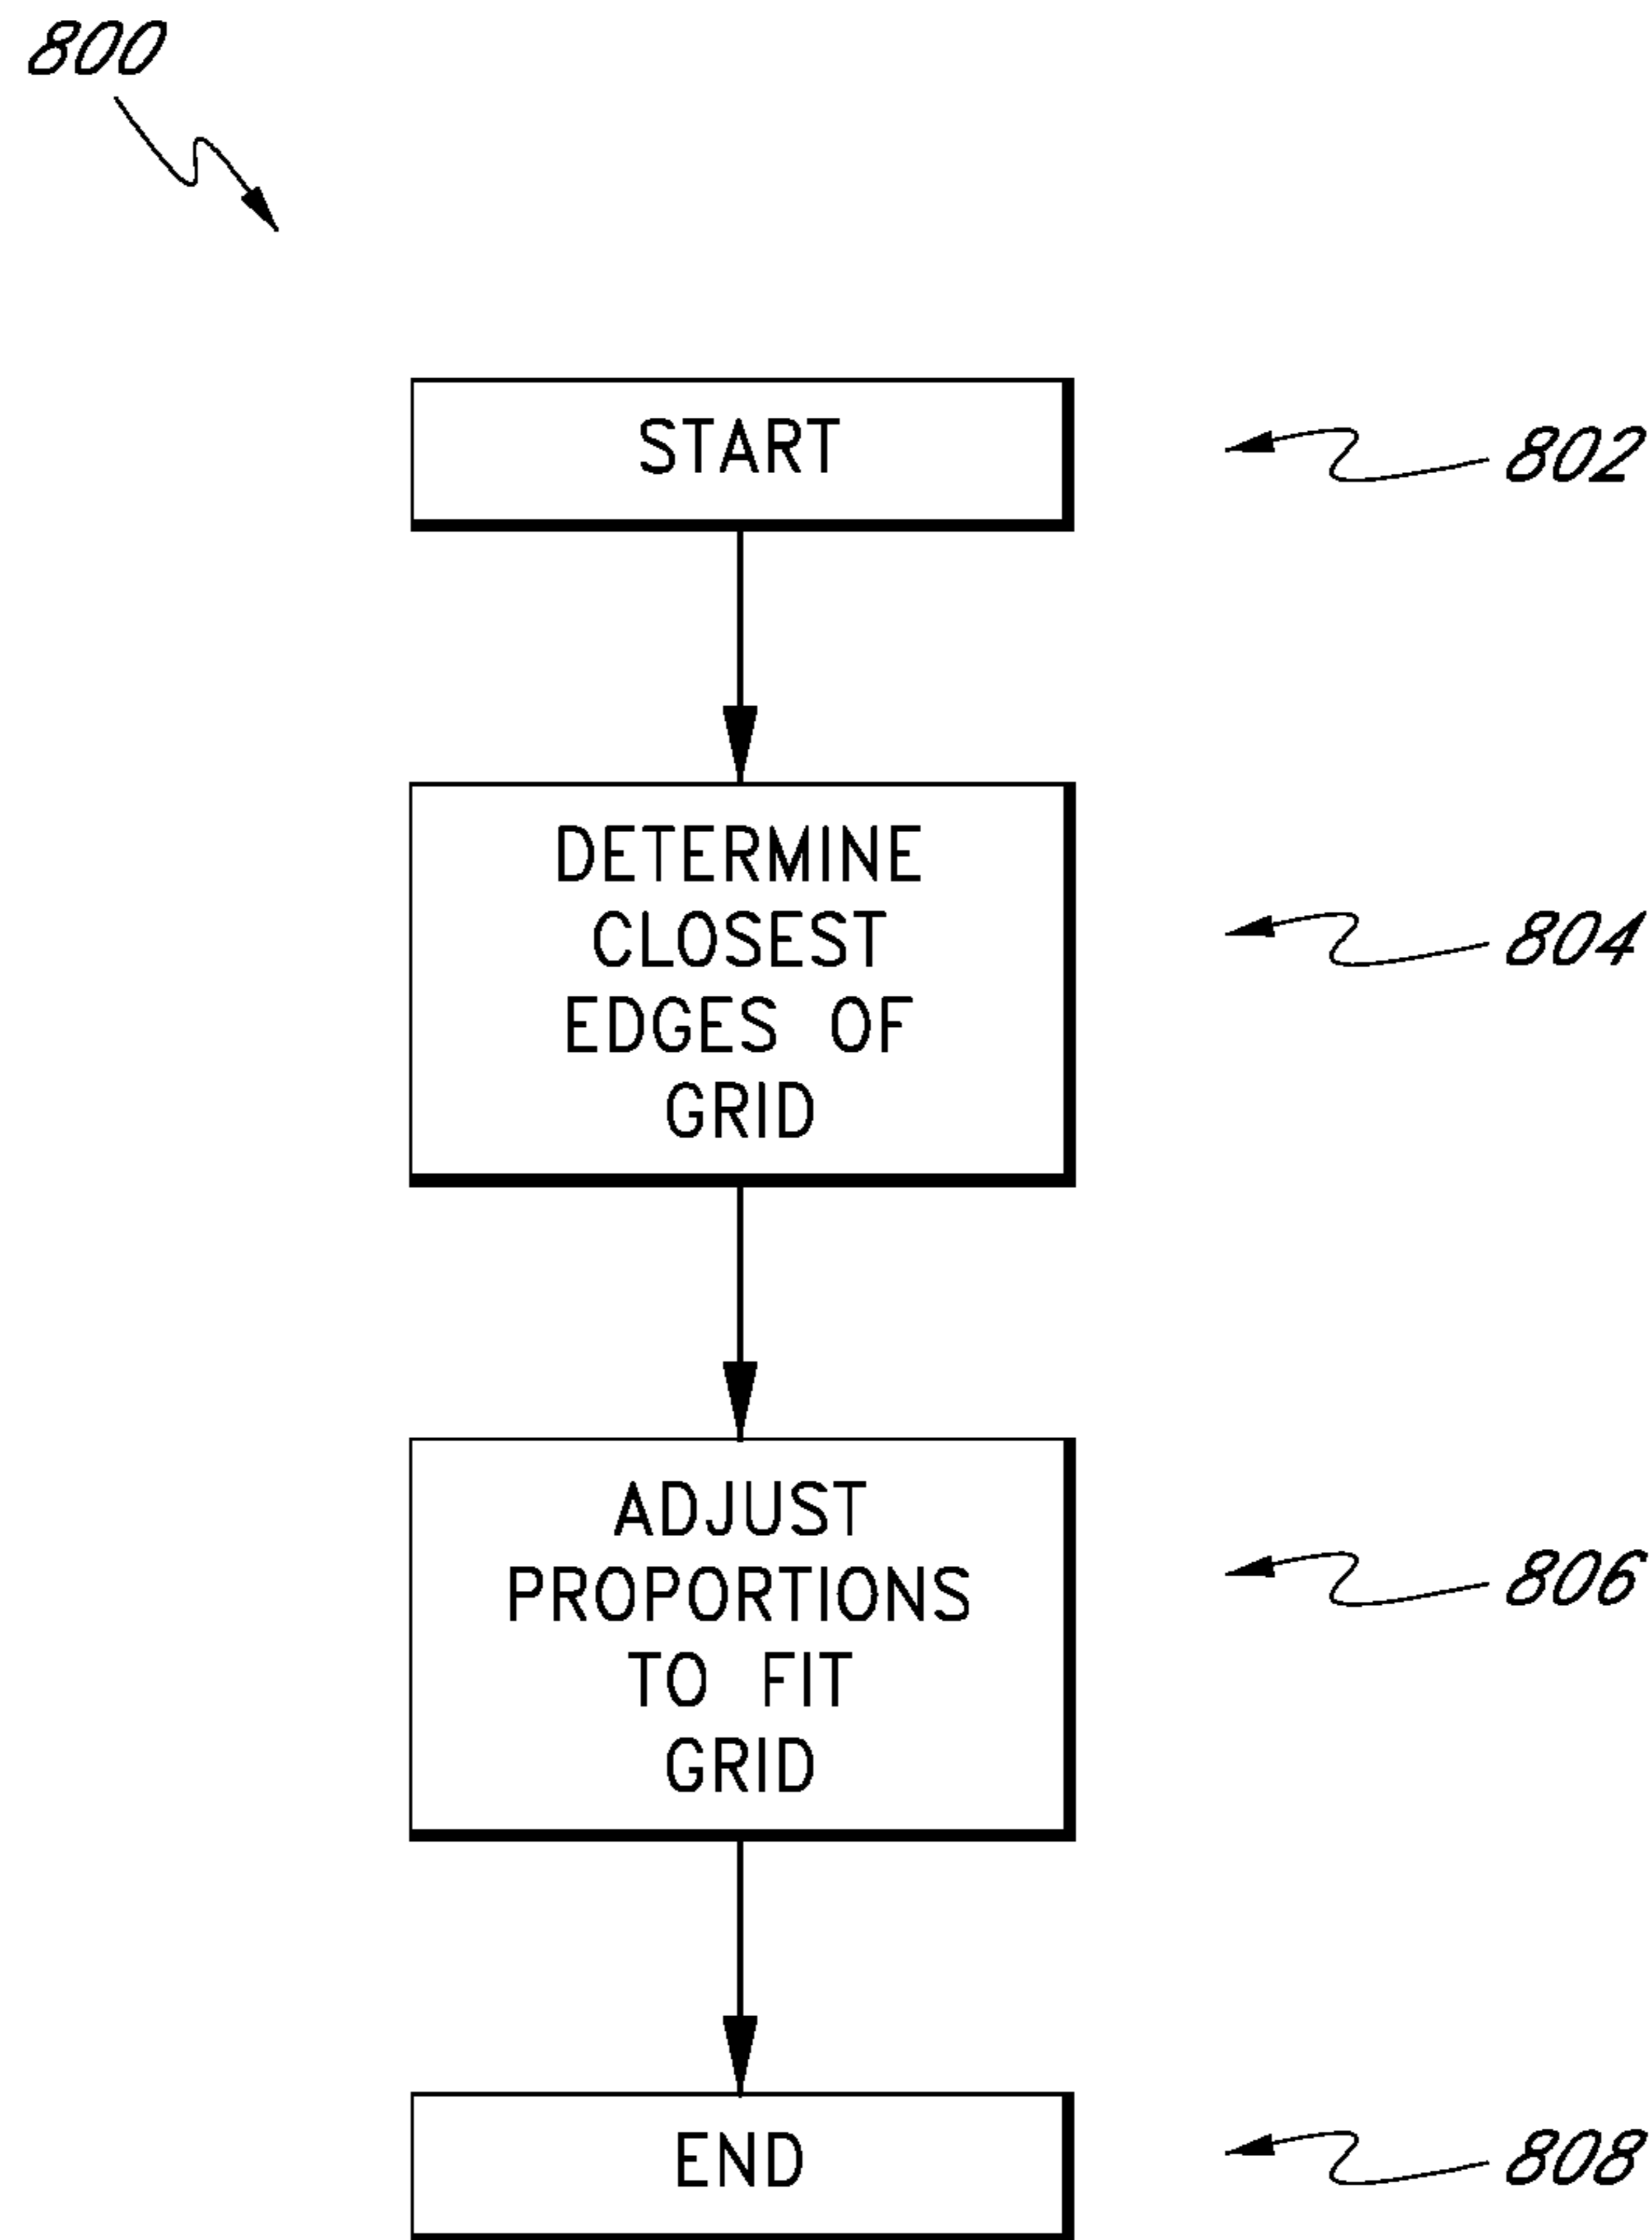 800
START
802
DETERMINE
CLOSEST
EDGES OF
GRID
804
ADJUST
PROPORTIONS
TO FIT
GRID
806
END
808